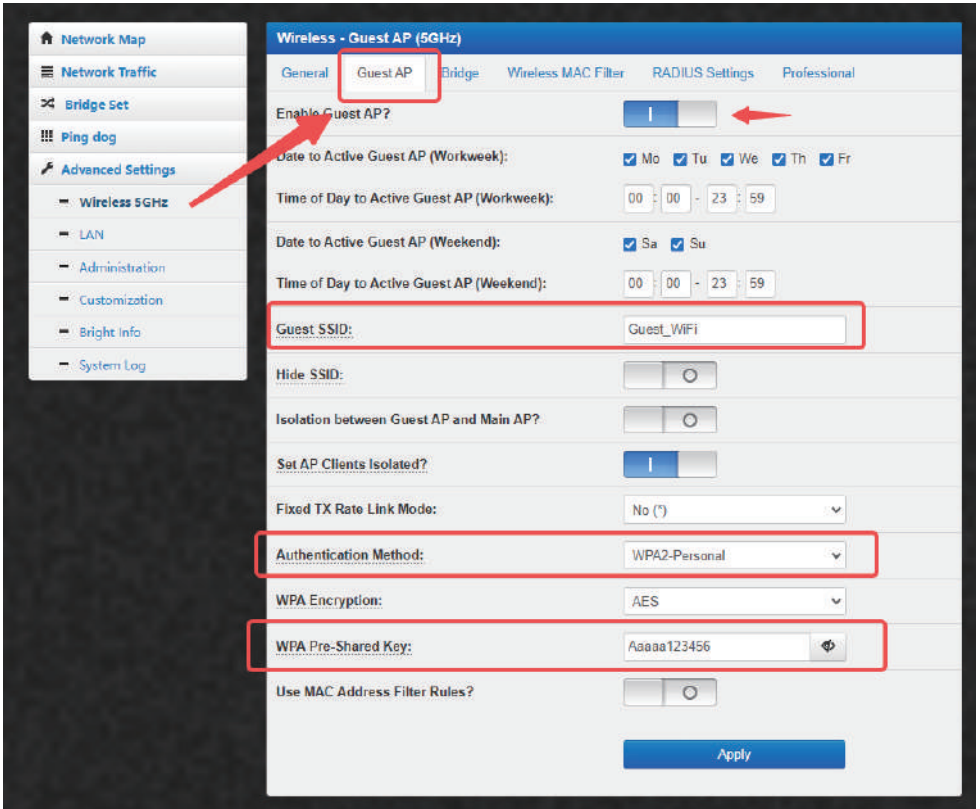 Network Map
Network Traffic
Bridge Set
Ping dog
Advanced Settings
Wireless 5GHz
LAN
Administration
Customization
Bright Info
System Log
Wireless - Guest AP (5GHz)
General Guest AP Bridge Wireless MAC Filter RADIUS Settings Professional
Enable Guest AP?
Date to Active Guest AP (Workweek): Mo Tu We Th Fr
Time of Day to Active Guest AP (Workweek): 00 : 00 - 23 : 59
Date to Active Guest AP (Weekend): Sa Su
Time of Day to Active Guest AP (Weekend): 00 : 00 - 23 : 59
Guest SSID: Guest_WiFi
Hide SSID:
Isolation between Guest AP and Main AP?
Set AP Clients Isolated?
Fixed TX Rate Link Mode: No (*)
Authentication Method: WPA2-Personal
WPA Encryption: AES
WPA Pre-Shared Key: Aaaaa123456
Use MAC Address Filter Rules?
Apply